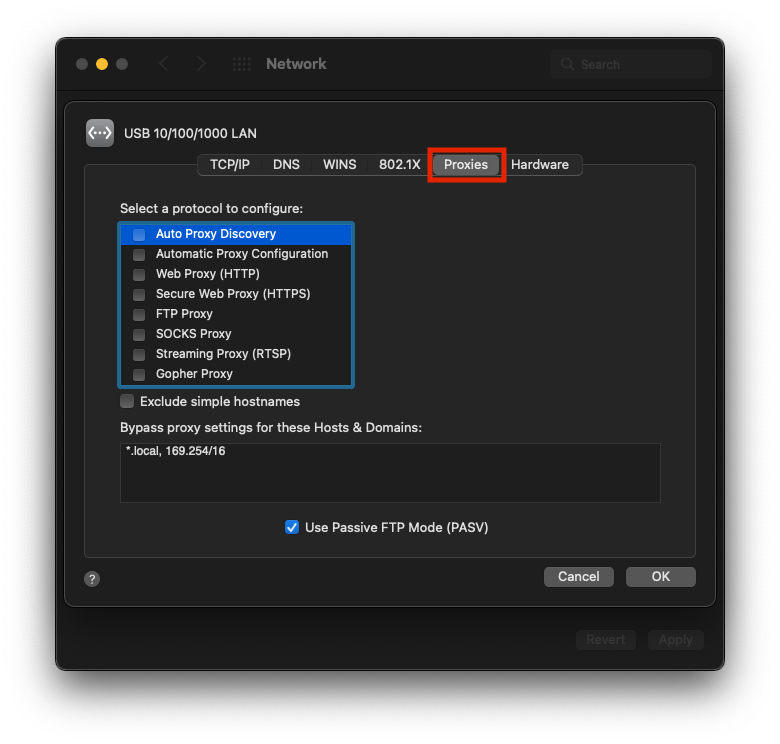 Network
Search
USB 10/100/1000 LAN
TCP/IP DNS WINS 802.1X Proxies Hardware
Select a protocol to configure:
Auto Proxy Discovery
Automatic Proxy Configuration
Web Proxy (HTTP)
Secure Web Proxy (HTTPS)
FTP Proxy
SOCKS Proxy
Streaming Proxy (RTSP)
Gopher Proxy
Exclude simple hostnames
Bypass proxy settings for these Hosts & Domains:
*.local, 169.254/16
Use Passive FTP Mode (PASV)
? Cancel OK
Revert Apply